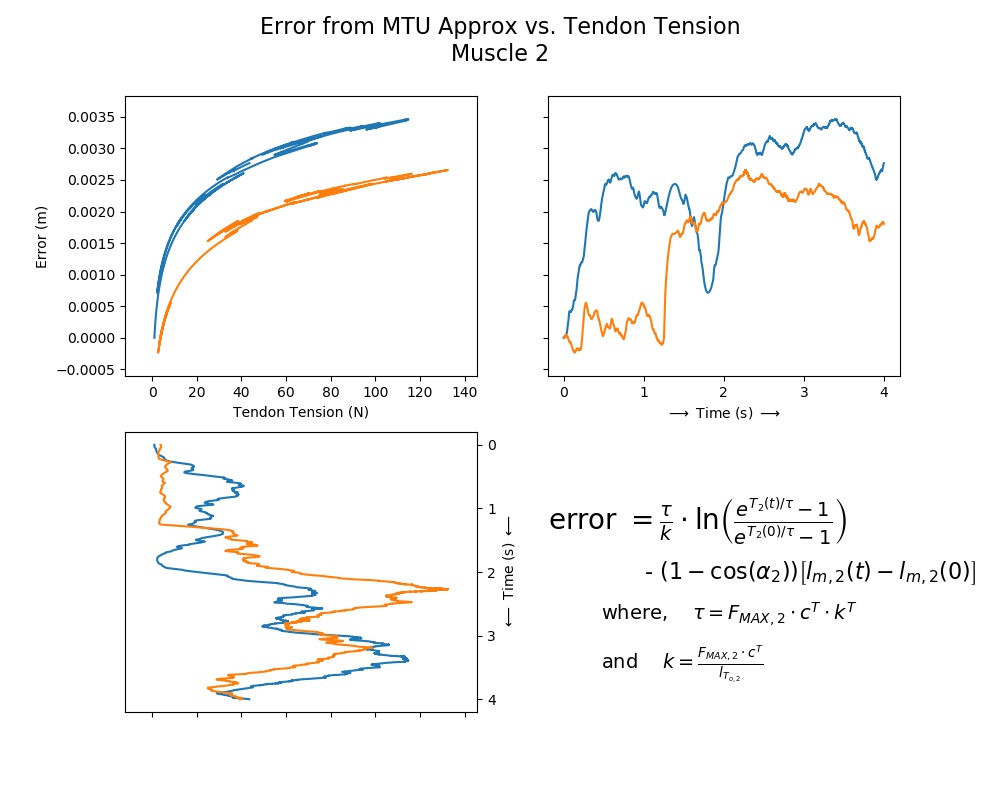 Error from MTU Approx vs. Tendon Tension
Muscle 2
0.0035
0.0030
0.0025
0.0020
0.0015
0.0010
0.0005
0.0000
−0.0005
Error (m)
0 20 40 60 80 100 120 140
Tendon Tension (N)
0 1 2 3 4
⟶ Time (s) ⟶
0
1
2
3
4
⟵ Time (s) ⟵
error = τ/k · ln( (e^{T₂(t)/τ} − 1) / (e^{T₂(0)/τ} − 1) )
- (1 − cos(α₂)) [l_{m,2}(t) − l_{m,2}(0)]
where, τ = F_{MAX,2} · c^T · k^T
and k = F_{MAX,2} · c^T / l_{T_{o,2}}